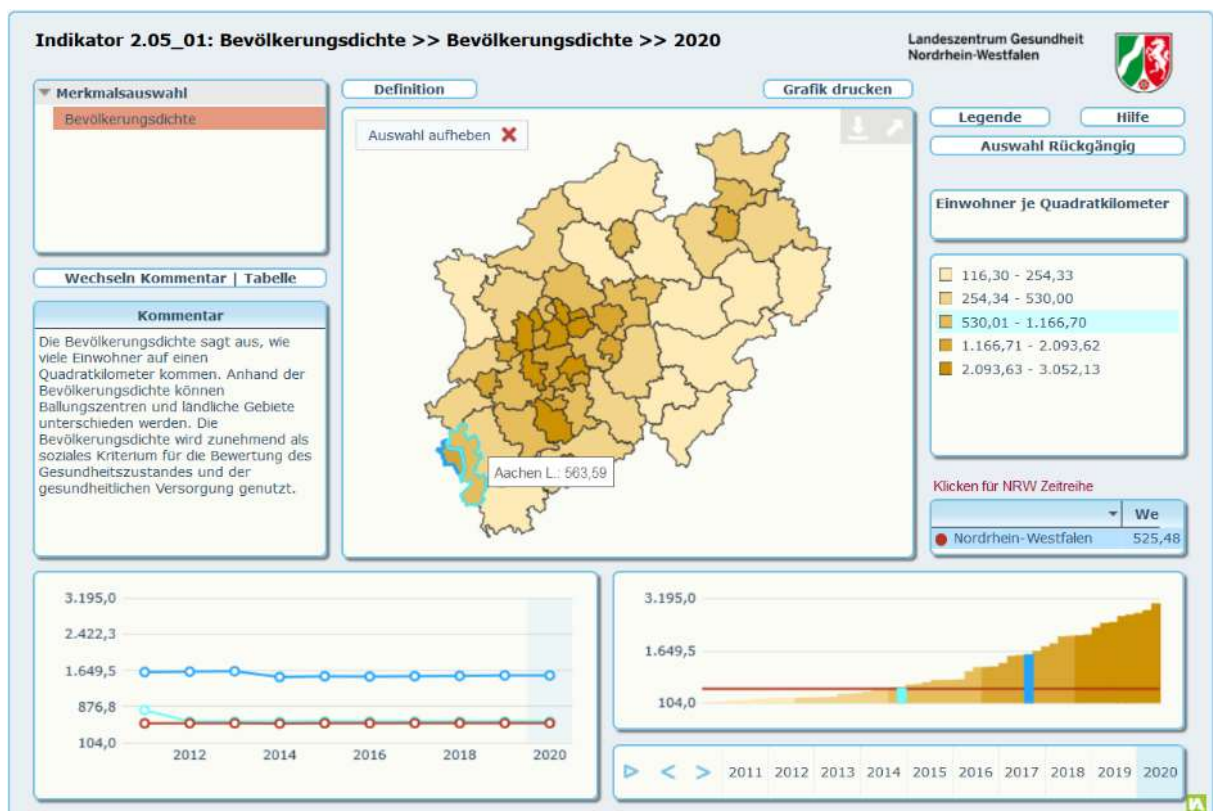 Indikator 2.05_01: Bevölkerungsdichte >> Bevölkerungsdichte >> 2020
Landeszentrum Gesundheit
Nordrhein-Westfalen
Merkmalsauswahl
Bevölkerungsdichte
Definition
Grafik drucken
Auswahl aufheben
Legende
Hilfe
Auswahl Rückgängig
Einwohner je Quadratkilometer
116,30 - 254,33
254,34 - 530,00
530,01 - 1.166,70
1.166,71 - 2.093,62
2.093,63 - 3.052,13
Wechseln Kommentar | Tabelle
Kommentar
Die Bevölkerungsdichte sagt aus, wie
viele Einwohner auf einen
Quadratkilometer kommen. Anhand der
Bevölkerungsdichte können
Ballungszentren und ländliche Gebiete
unterschieden werden. Die
Bevölkerungsdichte wird zunehmend als
soziales Kriterium für die Bewertung des
Gesundheitszustandes und der
gesundheitlichen Versorgung genutzt.
Aachen L.: 563,59
Klicken für NRW Zeitreihe
We
Nordrhein-Westfalen 525,48
3.195,0
2.422,3
1.649,5
876,8
104,0
2012 2014 2016 2018 2020
3.195,0
1.649,5
104,0
2011 2012 2013 2014 2015 2016 2017 2018 2019 2020